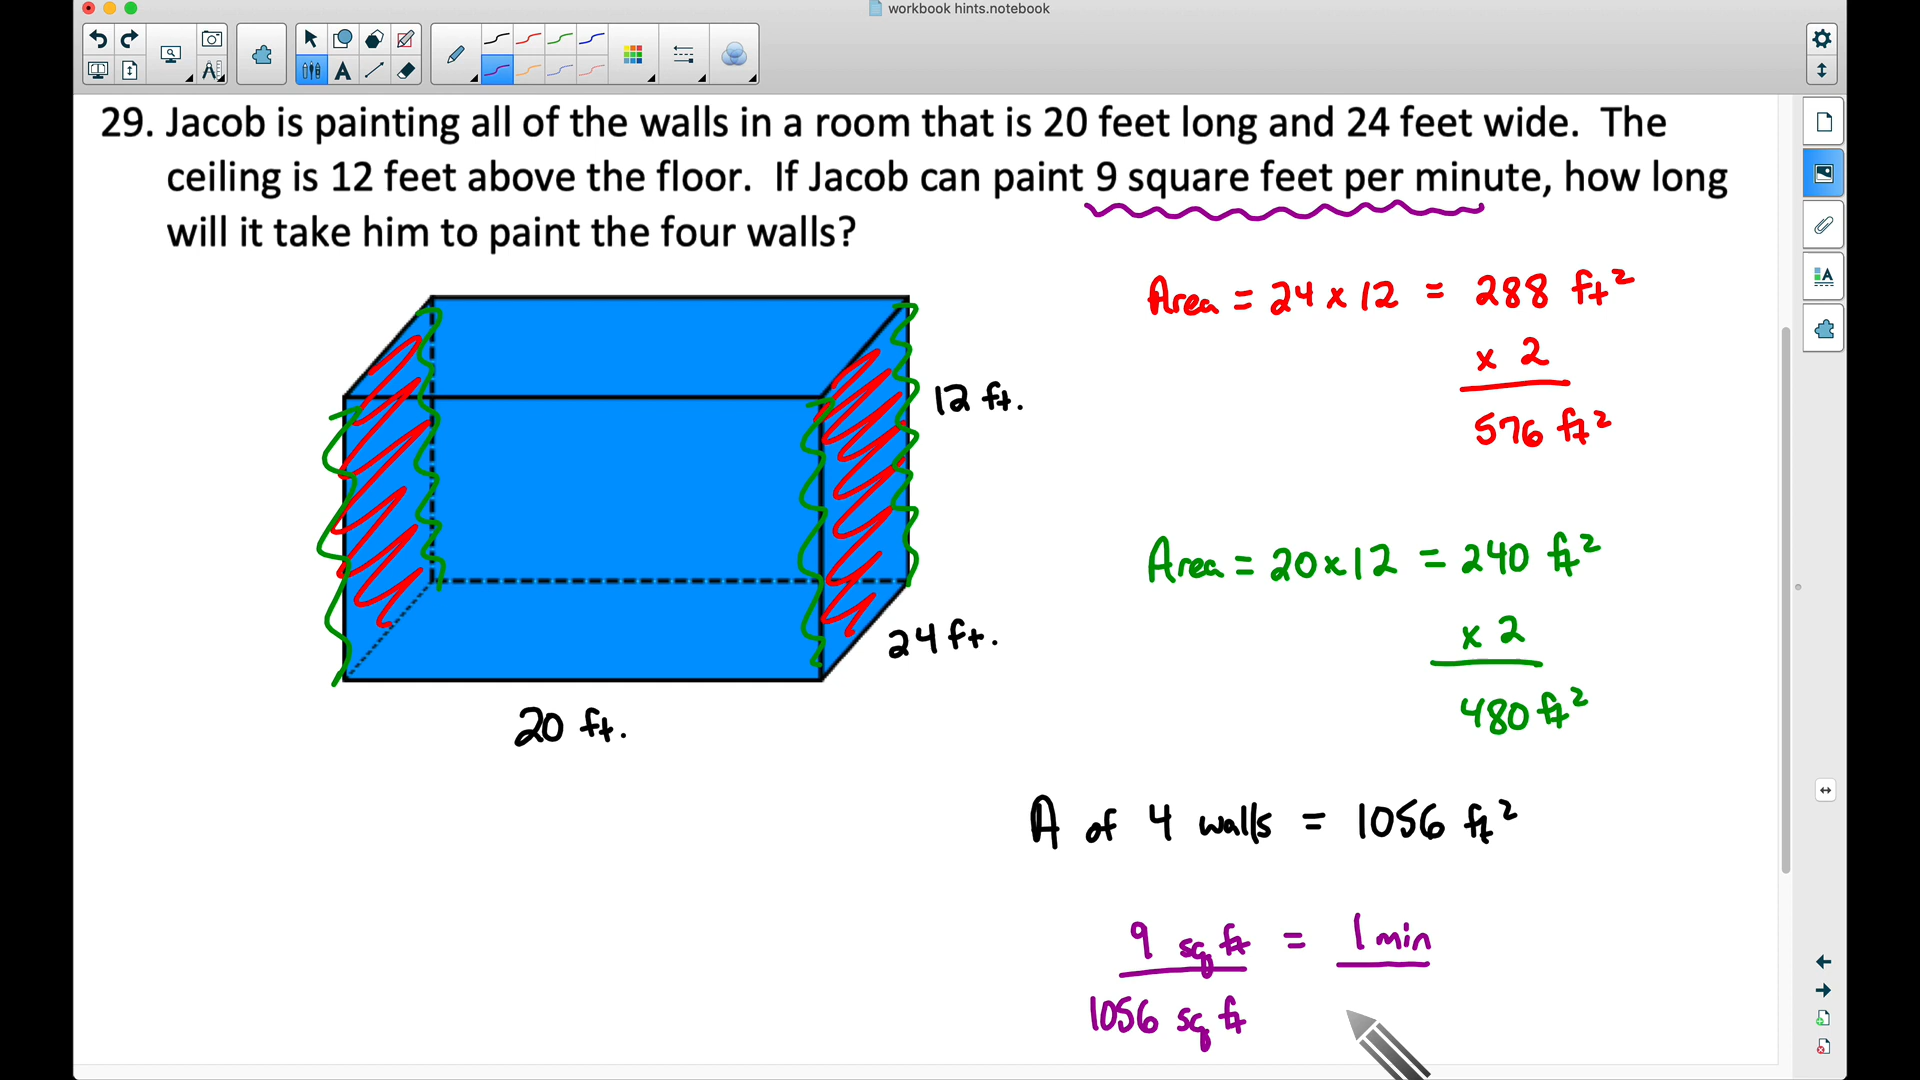 workbook hints.notebook
29. Jacob is painting all of the walls in a room that is 20 feet long and 24 feet wide. The
ceiling is 12 feet above the floor. If Jacob can paint 9 square feet per minute, how long
will it take him to paint the four walls?
Area = 24 x 12 = 288 ft²
x 2
576 ft²
12 ft.
Area = 20 x 12 = 240 ft²
x 2
480 ft²
24 ft.
20 ft.
A of 4 walls = 1056 ft²
9 sq ft = 1 min
1056 sq ft